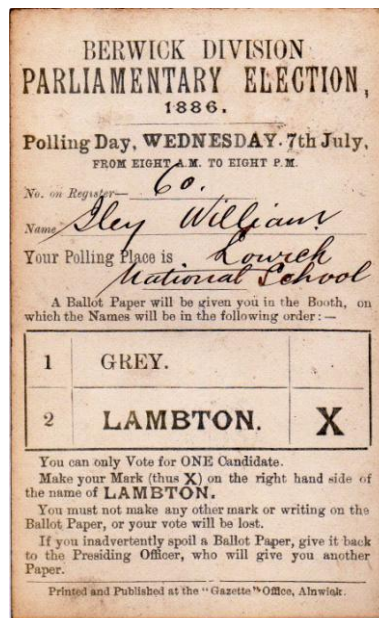 BERWICK DIVISION
PARLIAMENTARY ELECTION,
1886.
Polling Day, WEDNESDAY. 7th July,
FROM EIGHT A.M. TO EIGHT P.M.
No. on Register— 60.
Name Iley William
Your Polling Place is Lowick
National School
A Ballot Paper will be given you in the Booth, on
which the Names will be in the following order:—
1 GREY.
2 LAMBTON. X
You can only Vote for ONE Candidate.
Make your Mark (thus X) on the right hand side of
the name of LAMBTON.
You must not make any other mark or writing on the
Ballot Paper, or your vote will be lost.
If you inadvertently spoil a Ballot Paper, give it back
to the Presiding Officer, who will give you another
Paper.
Printed and Published at the "Gazette" Office, Alnwick.